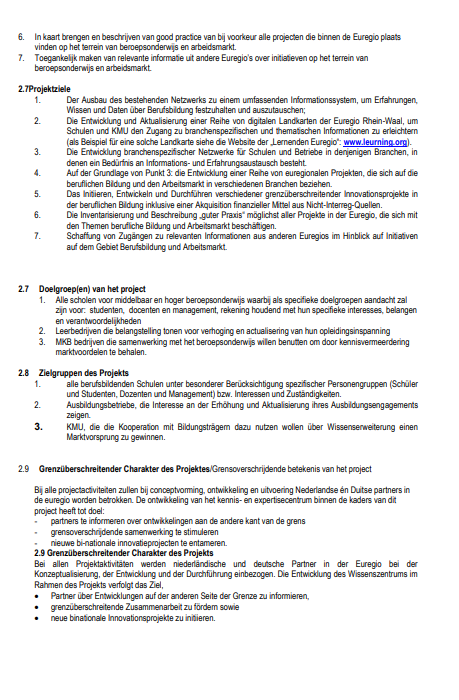 6. In kaart brengen en beschrijven van good practice van bij voorkeur alle projecten die binnen de Euregio plaats
vinden op het terrein van beroepsonderwijs en arbeidsmarkt.
7. Toegankelijk maken van relevante informatie uit andere Euregio's over initiatieven op het terrein van
beroepsonderwijs en arbeidsmarkt.
2.7Projektziele
1. Der Ausbau des bestehenden Netzwerks zu einem umfassenden Informationssystem, um Erfahrungen,
Wissen und Daten über Berufsbildung festzuhalten und auszutauschen;
2. Die Entwicklung und Aktualisierung einer Reihe von digitalen Landkarten der Euregio Rhein-Waal, um
Schulen und KMU den Zugang zu branchenspezifischen und thematischen Informationen zu erleichtern
(als Beispiel für eine solche Landkarte siehe die Website der „Lernenden Euregio": www.leurning.org).
3. Die Entwicklung branchenspezifischer Netzwerke für Schulen und Betriebe in denjenigen Branchen, in
denen ein Bedürfnis an Informations- und Erfahrungsaustausch besteht.
4. Auf der Grundlage von Punkt 3: die Entwicklung einer Reihe von euregionalen Projekten, die sich auf die
beruflichen Bildung und den Arbeitsmarkt in verschiedenen Branchen beziehen.
5. Das Initiieren, Entwickeln und Durchführen verschiedener grenzüberschreitender Innovationsprojekte in
der beruflichen Bildung inklusive einer Akquisition finanzieller Mittel aus Nicht-Interreg-Quellen.
6. Die Inventarisierung und Beschreibung „guter Praxis" möglichst aller Projekte in der Euregio, die sich mit
den Themen berufliche Bildung und Arbeitsmarkt beschäftigen.
7. Schaffung von Zugängen zu relevanten Informationen aus anderen Euregios im Hinblick auf Initiativen
auf dem Gebiet Berufsbildung und Arbeitsmarkt.
2.7 Doelgroep(en) van het project
1. Alle scholen voor middelbaar en hoger beroepsonderwijs waarbij als specifieke doelgroepen aandacht zal
zijn voor: studenten, docenten en management, rekening houdend met hun specifieke interesses, belangen
en verantwoordelijkheden
2. Leerbedrijven die belangstelling tonen voor verhoging en actualisering van hun opleidingsinspanning
3. MKB bedrijven die samenwerking met het beroepsonderwijs willen benutten om door kennisvermeerdering
marktvoordelen te behalen.
2.8 Zielgruppen des Projekts
1. alle berufsbildenden Schulen unter besonderer Berücksichtigung spezifischer Personengruppen (Schüler
und Studenten, Dozenten und Management) bzw. Interessen und Zuständigkeiten.
2. Ausbildungsbetriebe, die Interesse an der Erhöhung und Aktualisierung ihres Ausbildungsengagements
zeigen.
3. KMU, die die Kooperation mit Bildungsträgern dazu nutzen wollen über Wissenserweiterung einen
Marktvorsprung zu gewinnen.
2.9 Grenzüberschreitender Charakter des Projektes/Grensoverschrijdende betekenis van het project
Bij alle projectactiviteiten zullen bij conceptvorming, ontwikkeling en uitvoering Nederlandse én Duitse partners in
de euregio worden betrokken. De ontwikkeling van het kennis- en expertisecentrum binnen de kaders van dit
project heeft tot doel:
- partners te informeren over ontwikkelingen aan de andere kant van de grens
- grensoverschrijdende samenwerking te stimuleren
- nieuwe bi-nationale innovatieprojecten te entameren.
2.9 Grenzüberschreitender Charakter des Projekts
Bei allen Projektaktivitäten werden niederländische und deutsche Partner in der Euregio bei der
Konzeptualisierung, der Entwicklung und der Durchführung einbezogen. Die Entwicklung des Wissenszentrums im
Rahmen des Projekts verfolgt das Ziel,
• Partner über Entwicklungen auf der anderen Seite der Grenze zu informieren,
• grenzüberschreitende Zusammenarbeit zu fördern sowie
• neue binationale Innovationsprojekte zu initiieren.